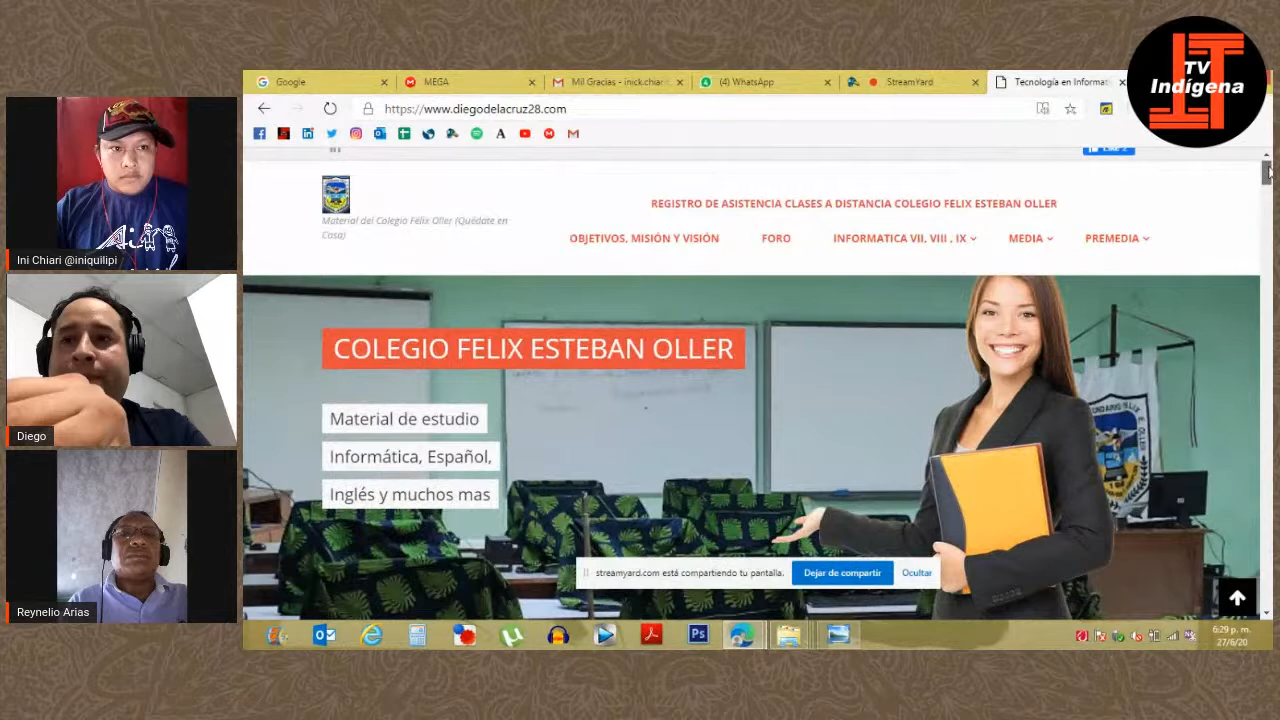 TV
Indígena
Google
MEGA
Mil Gracias - inick.chiar
(4) WhatsApp
StreamYard
Tecnología en Informat
https://www.diegodelacruz28.com
Like 2
Material del Colegio Félix Oller (Quédate en
Casa)
REGISTRO DE ASISTENCIA CLASES A DISTANCIA COLEGIO FELIX ESTEBAN OLLER
OBJETIVOS, MISIÓN Y VISIÓN
FORO
INFORMATICA VII, VIII , IX
MEDIA
PREMEDIA
Ini Chiari @iniquilipi
COLEGIO FELIX ESTEBAN OLLER
Material de estudio
Informática, Español,
Inglés y muchos mas
Diego
streamyard.com está compartiendo tu pantalla.
Dejar de compartir
Ocultar
Reynelio Arias
Ps
6:29 p. m.
27/6/20